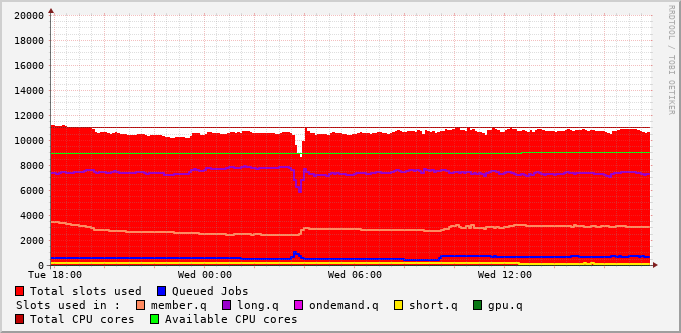 RRDTOOL / TOBI OETIKER
20000
18000
16000
14000
12000
10000
8000
6000
4000
2000
0
Tue 18:00 Wed 00:00 Wed 06:00 Wed 12:00
Total slots used Queued Jobs
Slots used in : member.q long.q ondemand.q short.q gpu.q
Total CPU cores Available CPU cores